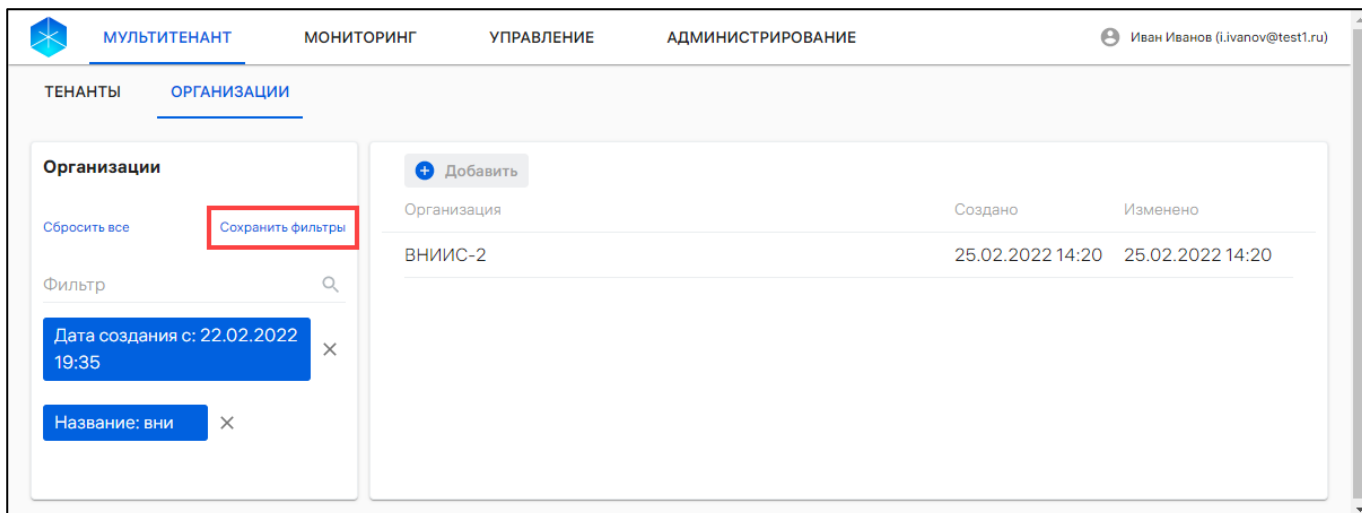 МУЛЬТИТЕНАНТ МОНИТОРИНГ УПРАВЛЕНИЕ АДМИНИСТРИРОВАНИЕ Иван Иванов (i.ivanov@test1.ru)
ТЕНАНТЫ ОРГАНИЗАЦИИ
Организации
Сбросить все Сохранить фильтры
Фильтр
Дата создания с: 22.02.2022
19:35
Название: вни
Добавить
Организация Создано Изменено
ВНИИС-2 25.02.2022 14:20 25.02.2022 14:20